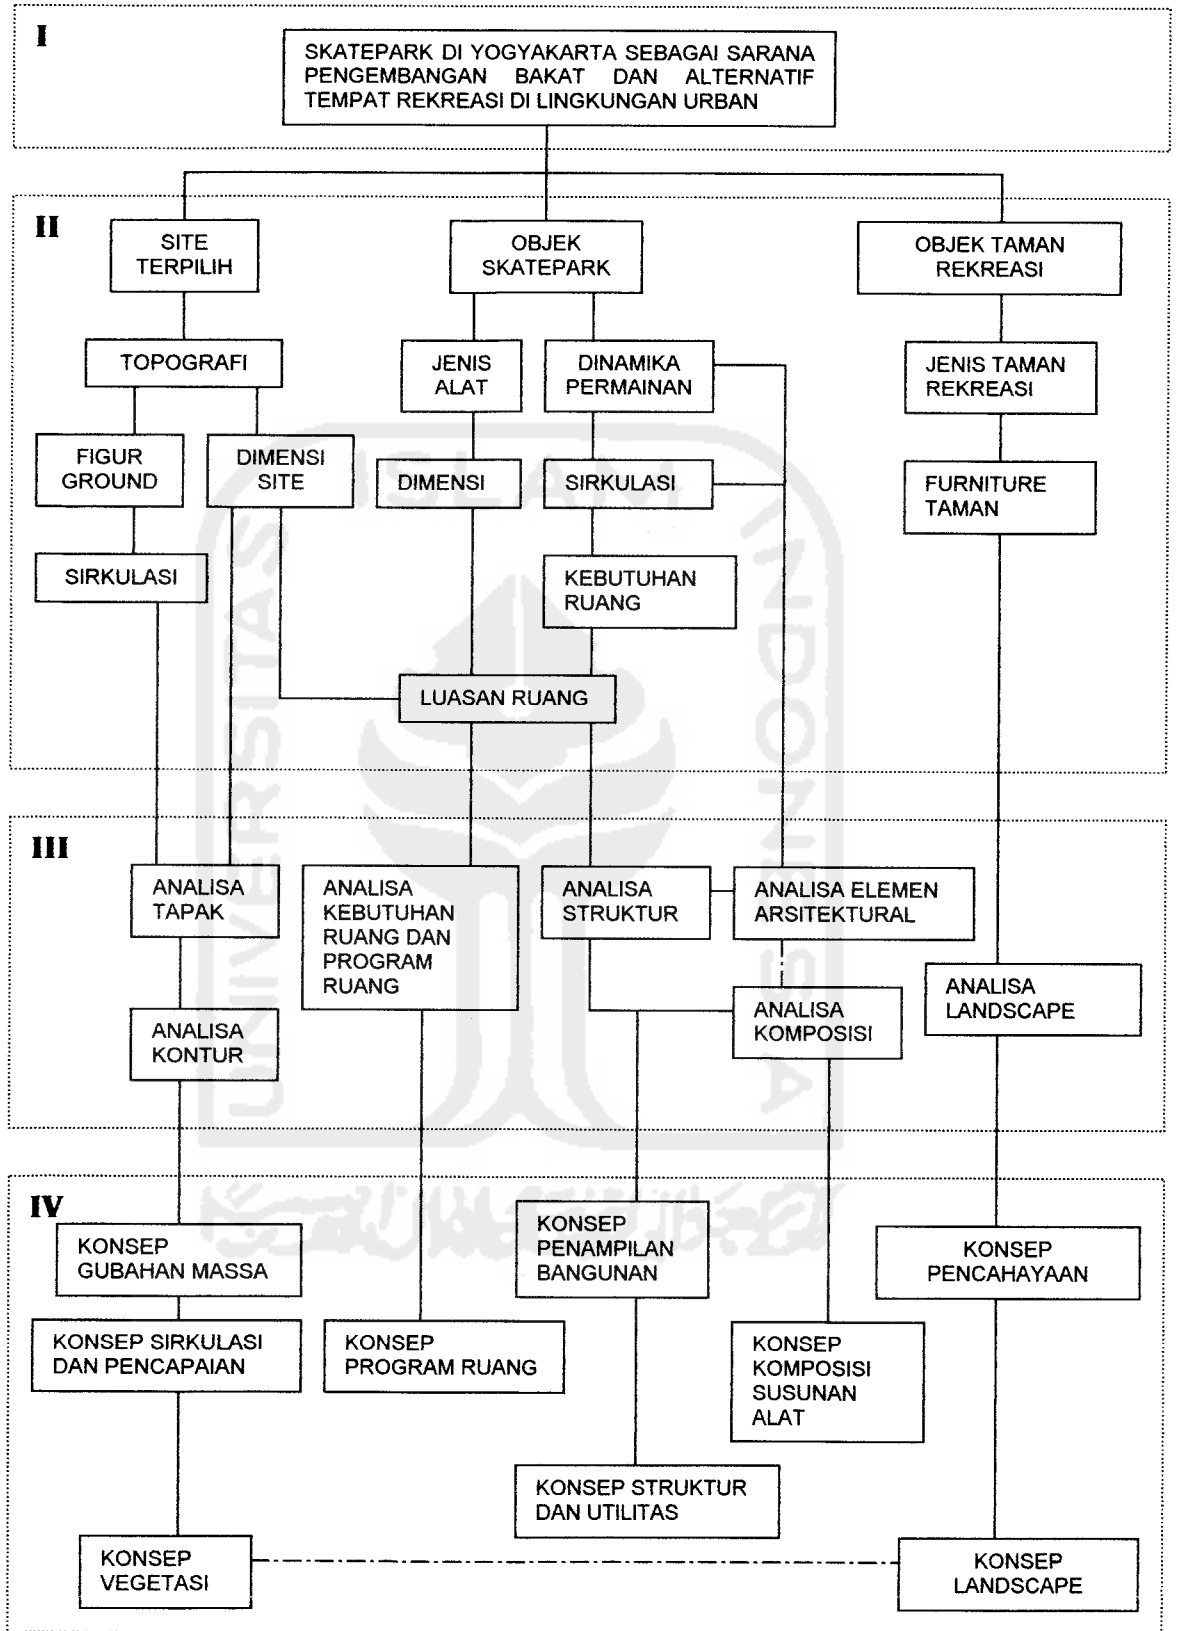 I
SKATEPARK DI YOGYAKARTA SEBAGAI SARANA
PENGEMBANGAN BAKAT DAN ALTERNATIF
TEMPAT REKREASI DI LINGKUNGAN URBAN
II
SITE
TERPILIH
OBJEK
SKATEPARK
OBJEK TAMAN
REKREASI
TOPOGRAFI
JENIS
ALAT
DINAMIKA
PERMAINAN
JENIS TAMAN
REKREASI
FIGUR
GROUND
DIMENSI
SITE
DIMENSI
SIRKULASI
FURNITURE
TAMAN
SIRKULASI
KEBUTUHAN
RUANG
LUASAN RUANG
III
ANALISA
TAPAK
ANALISA
KEBUTUHAN
RUANG DAN
PROGRAM
RUANG
ANALISA
STRUKTUR
ANALISA ELEMEN
ARSITEKTURAL
ANALISA
LANDSCAPE
ANALISA
KONTUR
ANALISA
KOMPOSISI
IV
KONSEP
GUBAHAN MASSA
KONSEP
PENAMPILAN
BANGUNAN
KONSEP
PENCAHAYAAN
KONSEP SIRKULASI
DAN PENCAPAIAN
KONSEP
PROGRAM RUANG
KONSEP
KOMPOSISI
SUSUNAN
ALAT
KONSEP STRUKTUR
DAN UTILITAS
KONSEP
VEGETASI
KONSEP
LANDSCAPE
UNIVERSITAS
ISLAM
INDONESIA